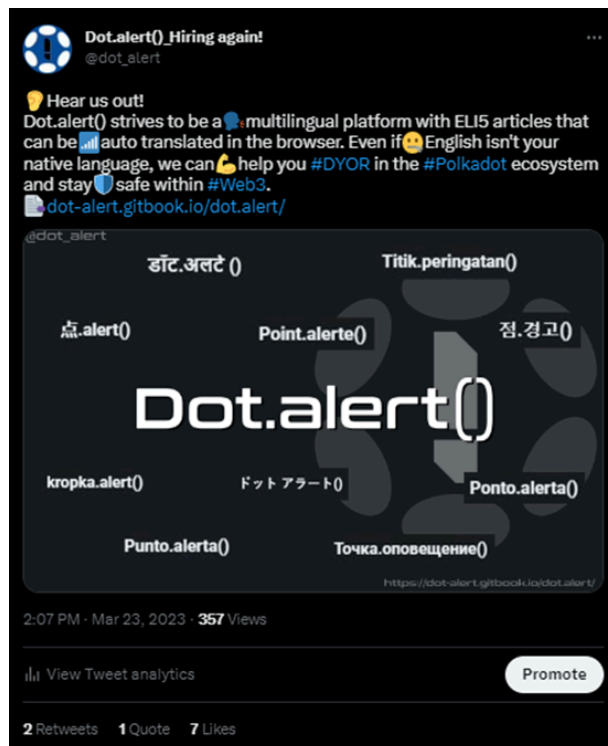 Dot.alert()_Hiring again!
@dot_alert
👂Hear us out!
Dot.alert() strives to be a🗣multilingual platform with ELI5 articles that
can be📶auto translated in the browser. Even if🤐English isn't your
native language, we can💪help you #DYOR in the #Polkadot ecosystem
and stay🛡safe within #Web3.
📄dot-alert.gitbook.io/dot.alert/
@dot_alert
डॉट.अलर्ट ()
Titik.peringatan()
点.alert()
Point.alerte()
점.경고()
Dot.alert()
kropka.alert()
ドット アラート()
Ponto.alerta()
Punto.alerta()
Точка.оповещение()
https://dot-alert.gitbook.io/dot.alert/
2:07 PM · Mar 23, 2023 · 357 Views
View Tweet analytics
Promote
2 Retweets 1 Quote 7 Likes